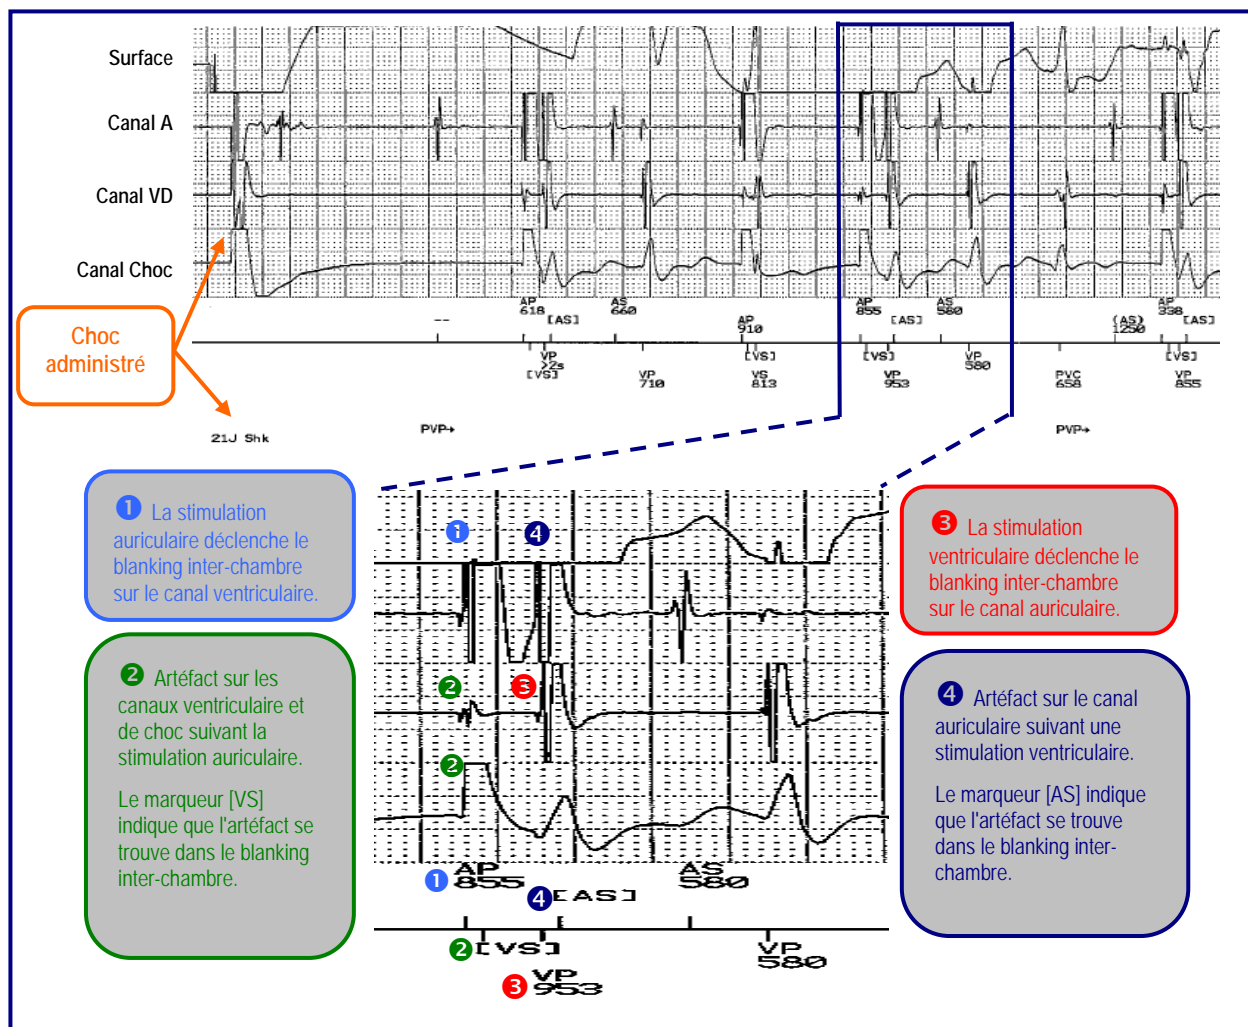 Surface
Canal A
Canal VD
Canal Choc
Choc
administré
AP AS AP AP AS AP
618 [AS] 660 910 855 [AS] 580 (AS) 338 [AS]
-- 1250
VP [VS] [VS] VP [VS]
>2s 580
[VS] VP VS VP PVC VP
710 813 953 658 855
21J Shk PVP→ PVP→
1 La stimulation
auriculaire déclenche le
blanking inter-chambre
sur le canal ventriculaire.
2 Artéfact sur les
canaux ventriculaire et
de choc suivant la
stimulation auriculaire.
Le marqueur [VS]
indique que l'artéfact se
trouve dans le blanking
inter-chambre.
1 4
2 3
2
AP AS
1 855 580
4 [AS]
2 [VS] VP
580
VP
3 953
3 La stimulation
ventriculaire déclenche le
blanking inter-chambre
sur le canal auriculaire.
4 Artéfact sur le canal
auriculaire suivant une
stimulation ventriculaire.
Le marqueur [AS] indique
que l'artéfact se trouve
dans le blanking inter-
chambre.